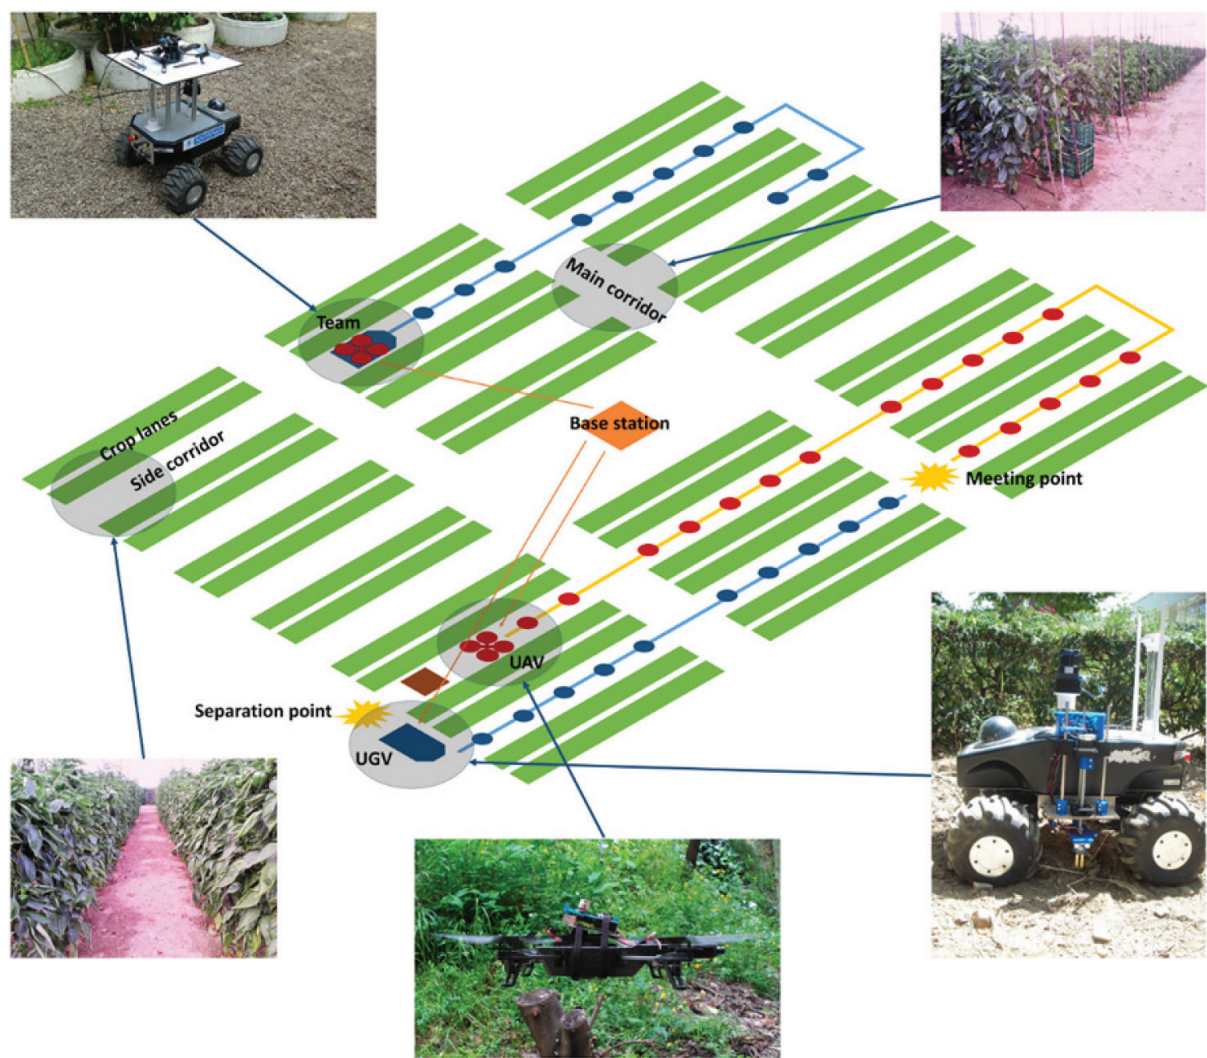 Team
Main corridor
Crop lanes
Side corridor
Base station
Meeting point
UAV
Separation point
UGV